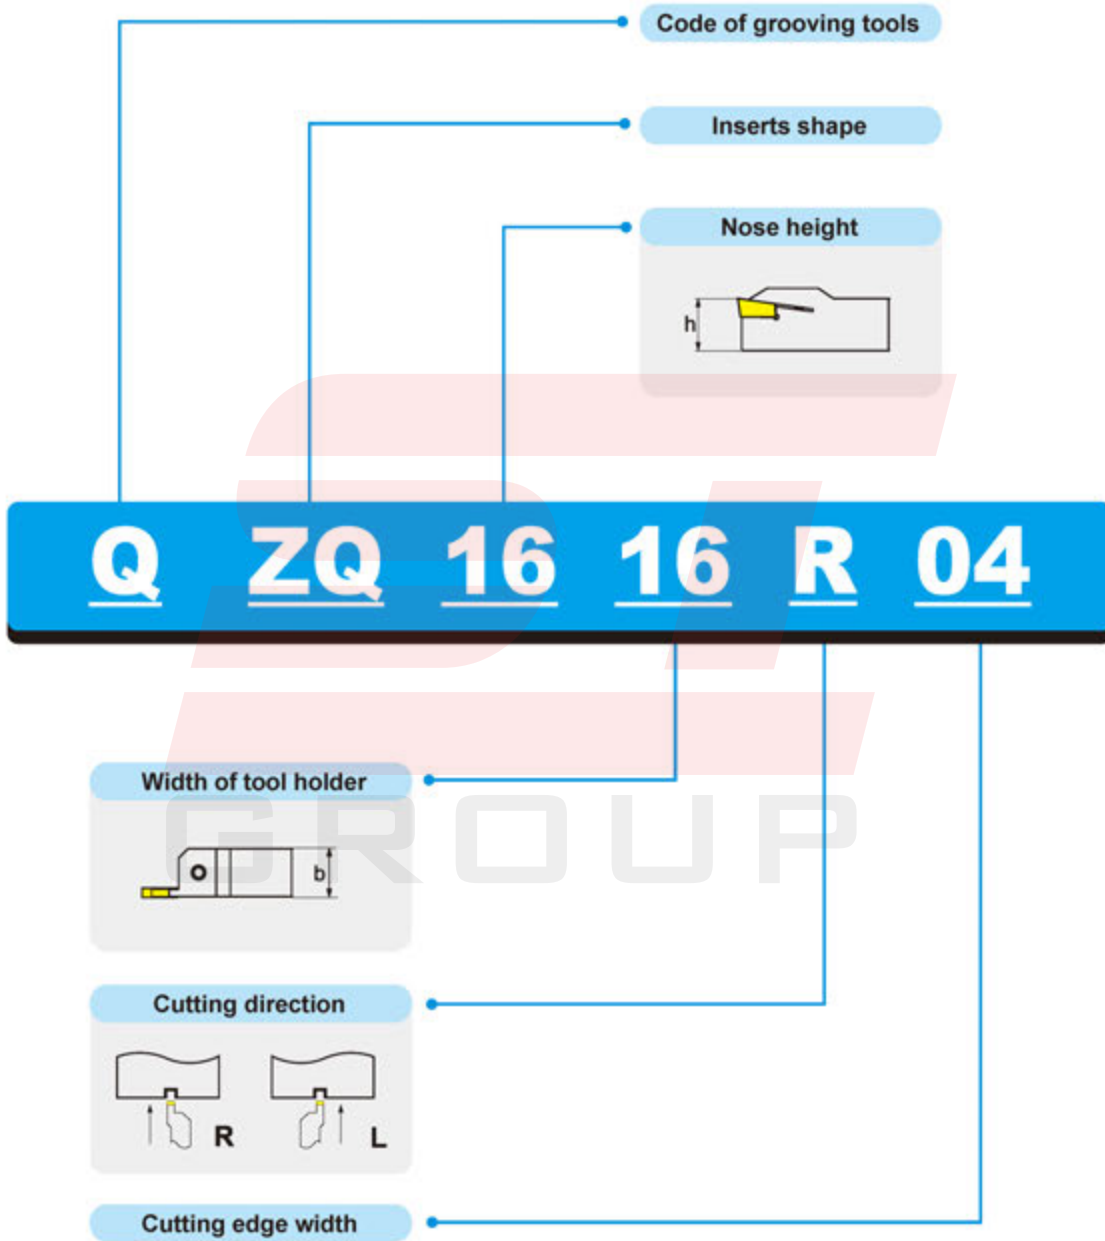 Code of grooving tools
Inserts shape
Nose height
h
Q ZQ 16 16 R 04
Width of tool holder
b
Cutting direction
R L
Cutting edge width
GROUP